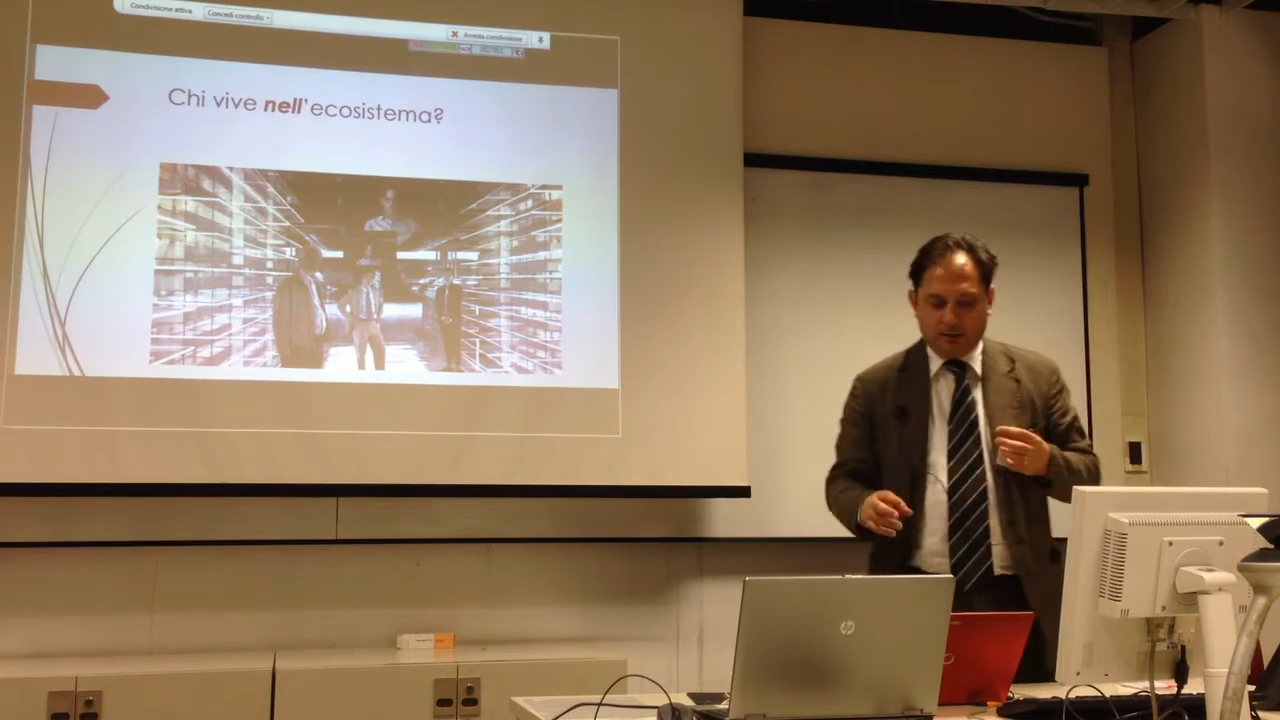 Condivisione attiva
Concedi controllo
Arresta condivisione
Chi vive nell'ecosistema?
hp